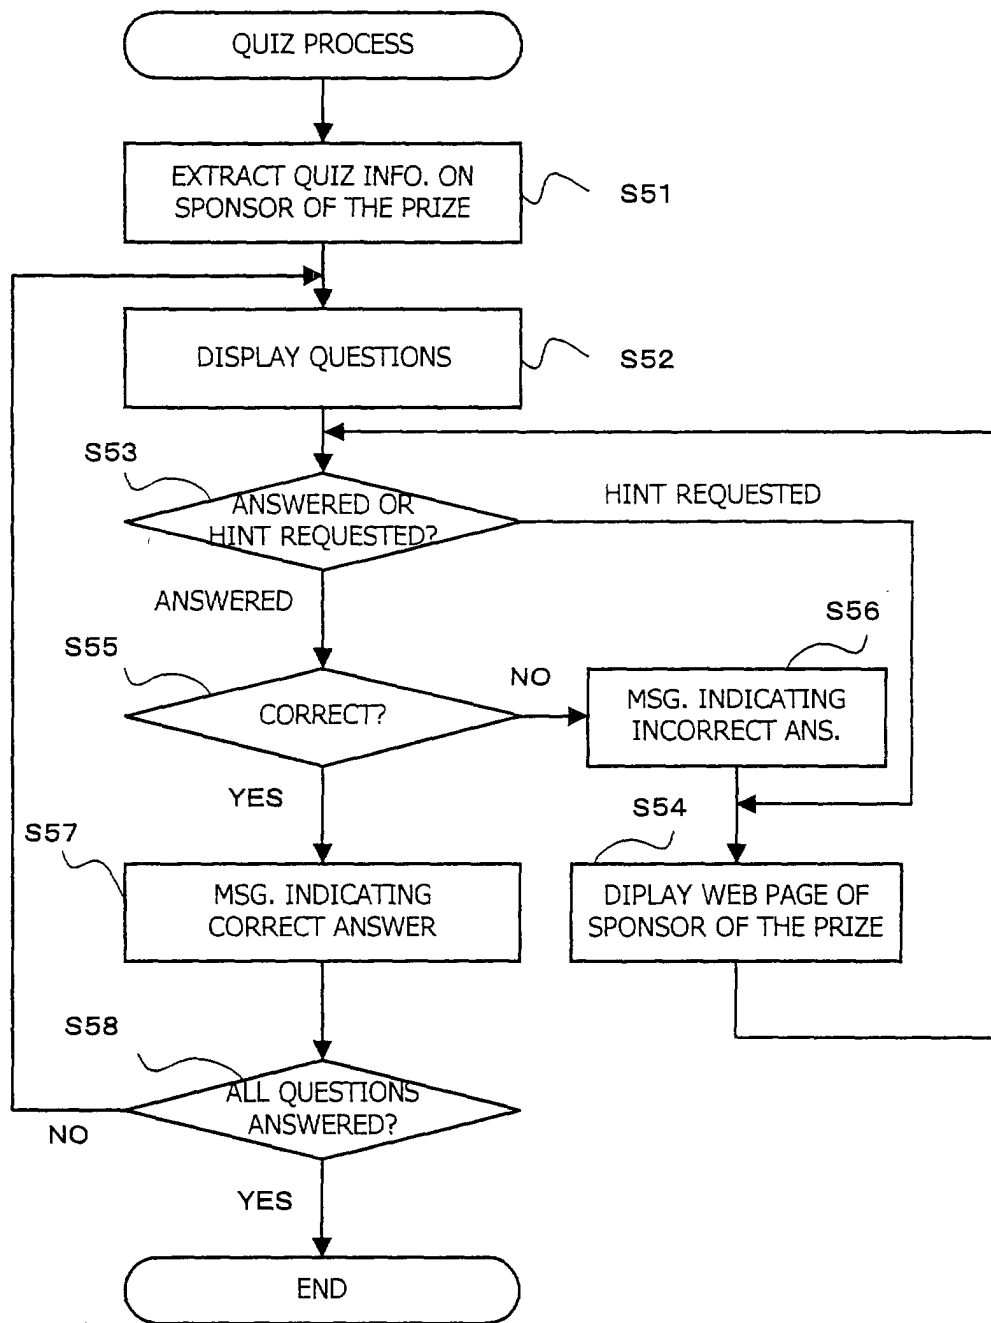 QUIZ PROCESS
EXTRACT QUIZ INFO. ON
SPONSOR OF THE PRIZE
S51
DISPLAY QUESTIONS
S52
S53
ANSWERED OR
HINT REQUESTED?
HINT REQUESTED
ANSWERED
S55
CORRECT?
NO
S56
MSG. INDICATING
INCORRECT ANS.
YES
S57
MSG. INDICATING
CORRECT ANSWER
S54
DIPLAY WEB PAGE OF
SPONSOR OF THE PRIZE
S58
ALL QUESTIONS
ANSWERED?
NO
YES
END